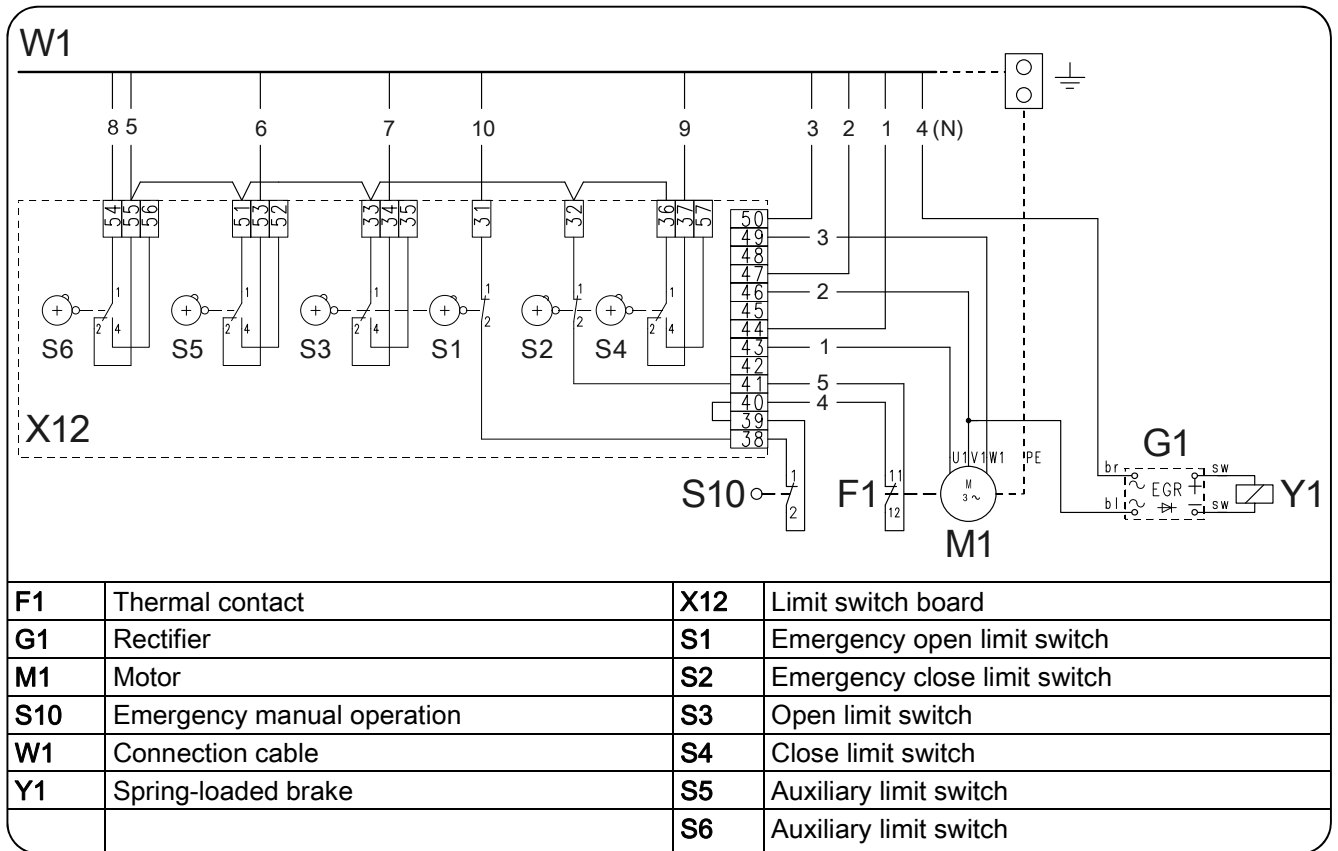 W1
8 5 6 7 10 9 3 2 1 4 (N)
54 55 56 51 53 52 33 34 35 31 32 36 37 57
50
49 3
48
47
46 2
45
44
43 1
42
41 5
40 4
39
38
1 1 1 1 1 1
2 4 2 4 2 4 2 2 2 4
S6 S5 S3 S1 S2 S4
X12
U1 V1 W1 PE
G1
S10 1 2
F1 11 12
M 3 ~
M1
br ~ + sw
EGR
bl ~ - sw
Y1
F1 Thermal contact X12 Limit switch board
G1 Rectifier S1 Emergency open limit switch
M1 Motor S2 Emergency close limit switch
S10 Emergency manual operation S3 Open limit switch
W1 Connection cable S4 Close limit switch
Y1 Spring-loaded brake S5 Auxiliary limit switch
S6 Auxiliary limit switch